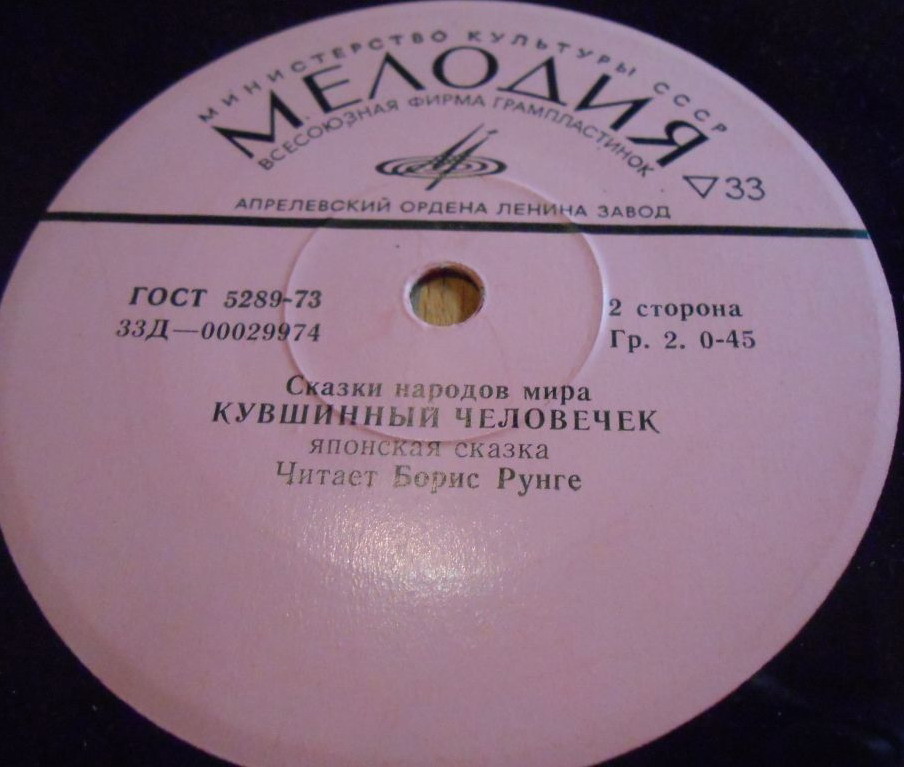 МИНИСТЕРСТВО КУЛЬТУРЫ СССР
МЕЛОДИЯ
ВСЕСОЮЗНАЯ ФИРМА ГРАМПЛАСТИНОК
▽33
АПРЕЛЕВСКИЙ ОРДЕНА ЛЕНИНА ЗАВОД
ГОСТ 5289-73
33Д—00029974
2 сторона
Гр. 2. 0-45
Сказки народов мира
КУВШИННЫЙ ЧЕЛОВЕЧЕК
японская сказка
Читает Борис Рунге